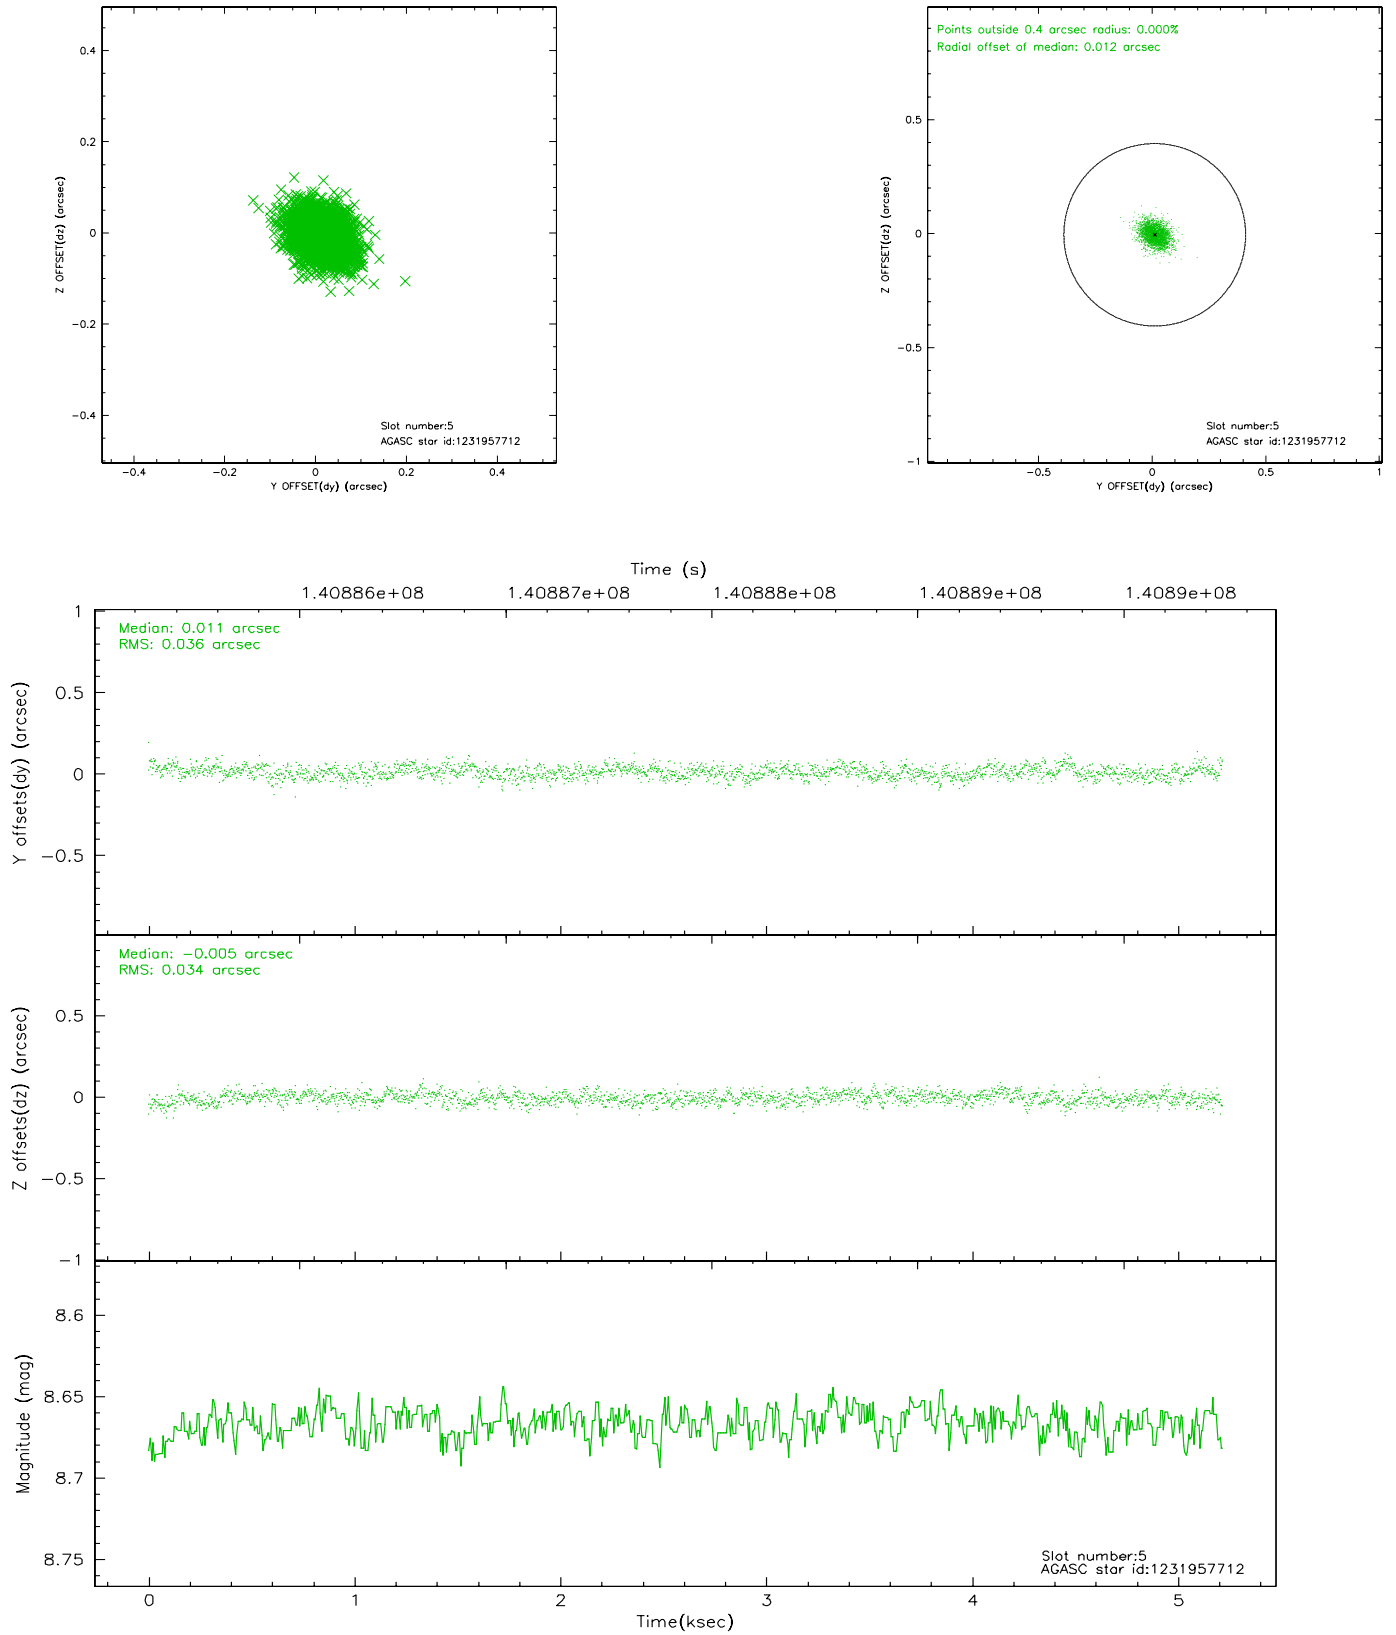 0.4
0.2
0
−0.2
−0.4
Z OFFSET(dz) (arcsec)
Slot number:5
AGASC star id:1231957712
−0.4 −0.2 0 0.2 0.4
Y OFFSET(dy) (arcsec)
Points outside 0.4 arcsec radius: 0.000%
Radial offset of median: 0.012 arcsec
0.5
0
−0.5
−1
Z OFFSET(dz) (arcsec)
Slot number:5
AGASC star id:1231957712
−0.5 0 0.5 1
Y OFFSET(dy) (arcsec)
Time (s)
1.40886e+08 1.40887e+08 1.40888e+08 1.40889e+08 1.4089e+08
Median: 0.011 arcsec
RMS: 0.036 arcsec
1
0.5
0
−0.5
Y offsets(dy) (arcsec)
Median: −0.005 arcsec
RMS: 0.034 arcsec
0.5
0
−0.5
−1
Z offsets(dz) (arcsec)
8.6
8.65
8.7
8.75
Magnitude (mag)
Slot number:5
AGASC star id:1231957712
0 1 2 3 4 5
Time(ksec)